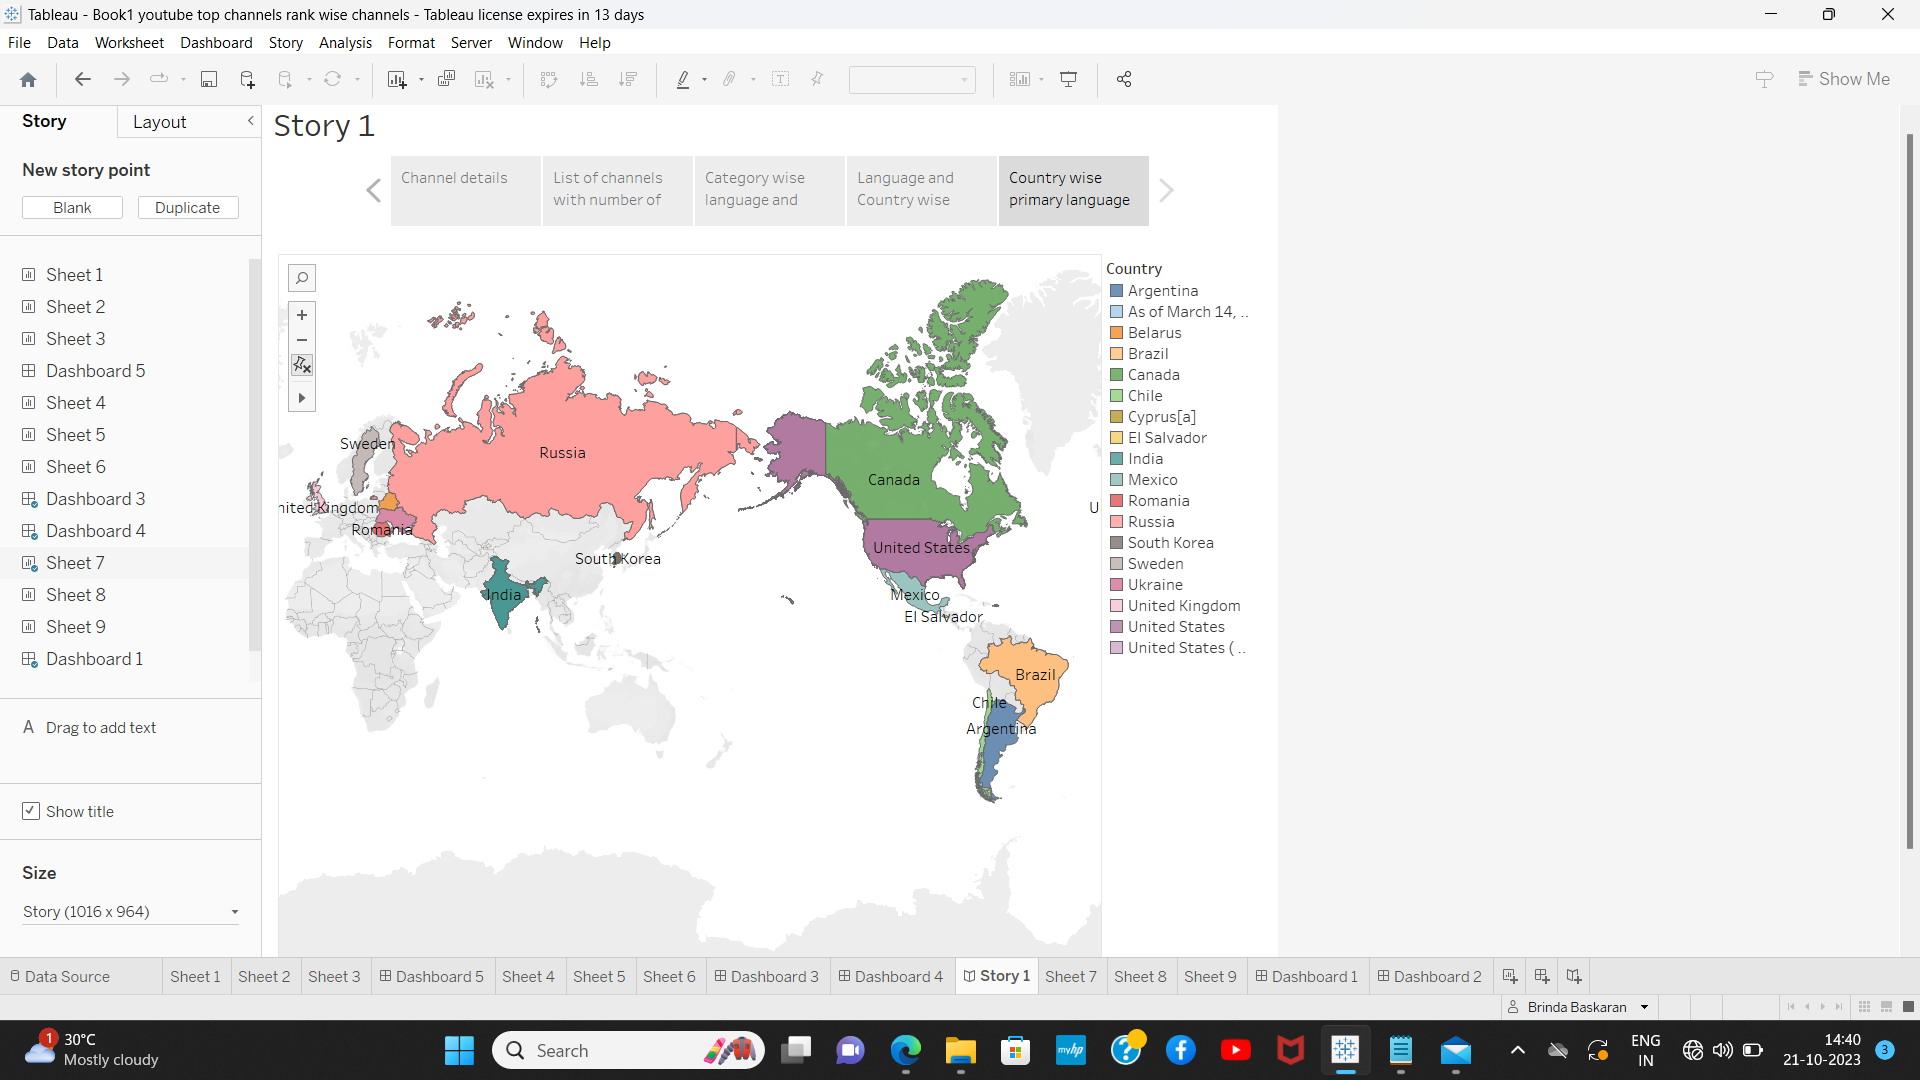 Tableau - Book1 youtube top channels rank wise channels - Tableau license expires in 13 days
File Data Worksheet Dashboard Story Analysis Format Server Window Help
Show Me
Story
Layout
New story point
Blank
Duplicate
Sheet 1
Sheet 2
Sheet 3
Dashboard 5
Sheet 4
Sheet 5
Sheet 6
Dashboard 3
Dashboard 4
Sheet 7
Sheet 8
Sheet 9
Dashboard 1
A Drag to add text
Show title
Size
Story (1016 x 964)
Story 1
Channel details
List of channels
with number of
Category wise
language and
Language and
Country wise
Country wise
primary language
Sweden
Russia
nited Kingdom
Romania
South Korea
India
Canada
U
United States
Mexico
El Salvador
Brazil
Chile
Argentina
Country
Argentina
As of March 14, ..
Belarus
Brazil
Canada
Chile
Cyprus[a]
El Salvador
India
Mexico
Romania
Russia
South Korea
Sweden
Ukraine
United Kingdom
United States
United States ( ..
Data Source Sheet 1 Sheet 2 Sheet 3 Dashboard 5 Sheet 4 Sheet 5 Sheet 6 Dashboard 3 Dashboard 4 Story 1 Sheet 7 Sheet 8 Sheet 9 Dashboard 1 Dashboard 2
Brinda Baskaran
1
30°C
Mostly cloudy
Search
myhp
ENG
IN
14:40
21-10-2023
3